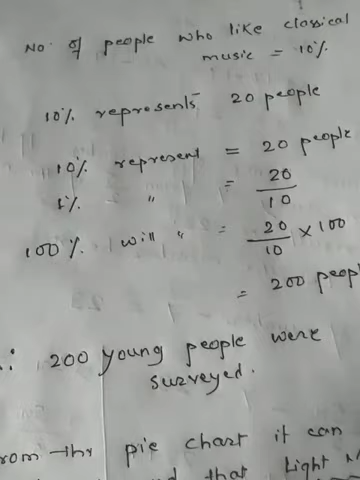 No. of people who like classical
music = 10%
10% represents 20 people
10% represent = 20 people
1% " = 20/10
100% will " = 20/10 × 100
= 200 peopl
∴ 200 young people were
surveyed.
rom the pie chart it can
that Light